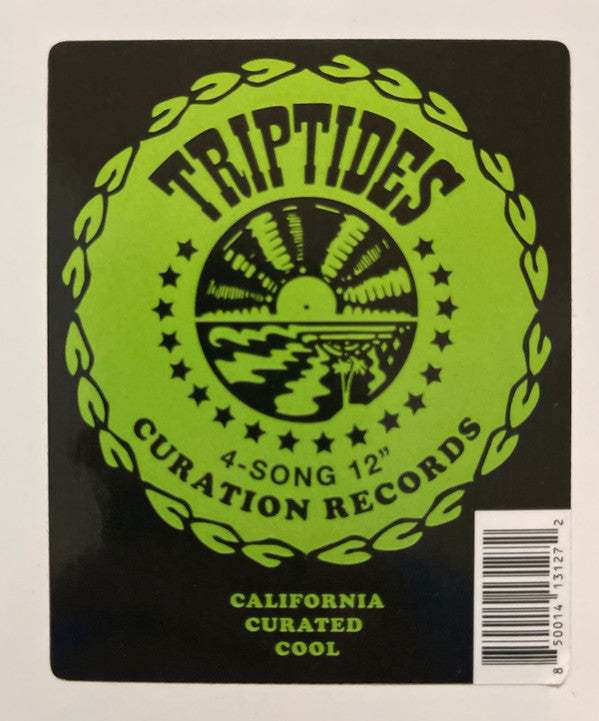 TRIPTIDES
4-SONG 12"
CURATION RECORDS
CALIFORNIA
CURATED
COOL
8 50014 13127 2